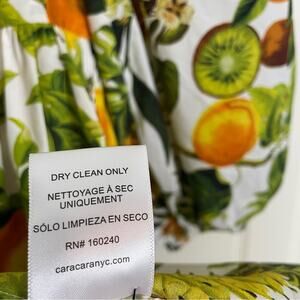 DRY CLEAN ONLY
NETTOYAGE À SEC
UNIQUEMENT
SÓLO LIMPIEZA EN SECO
RN# 160240
caracaranyc.com